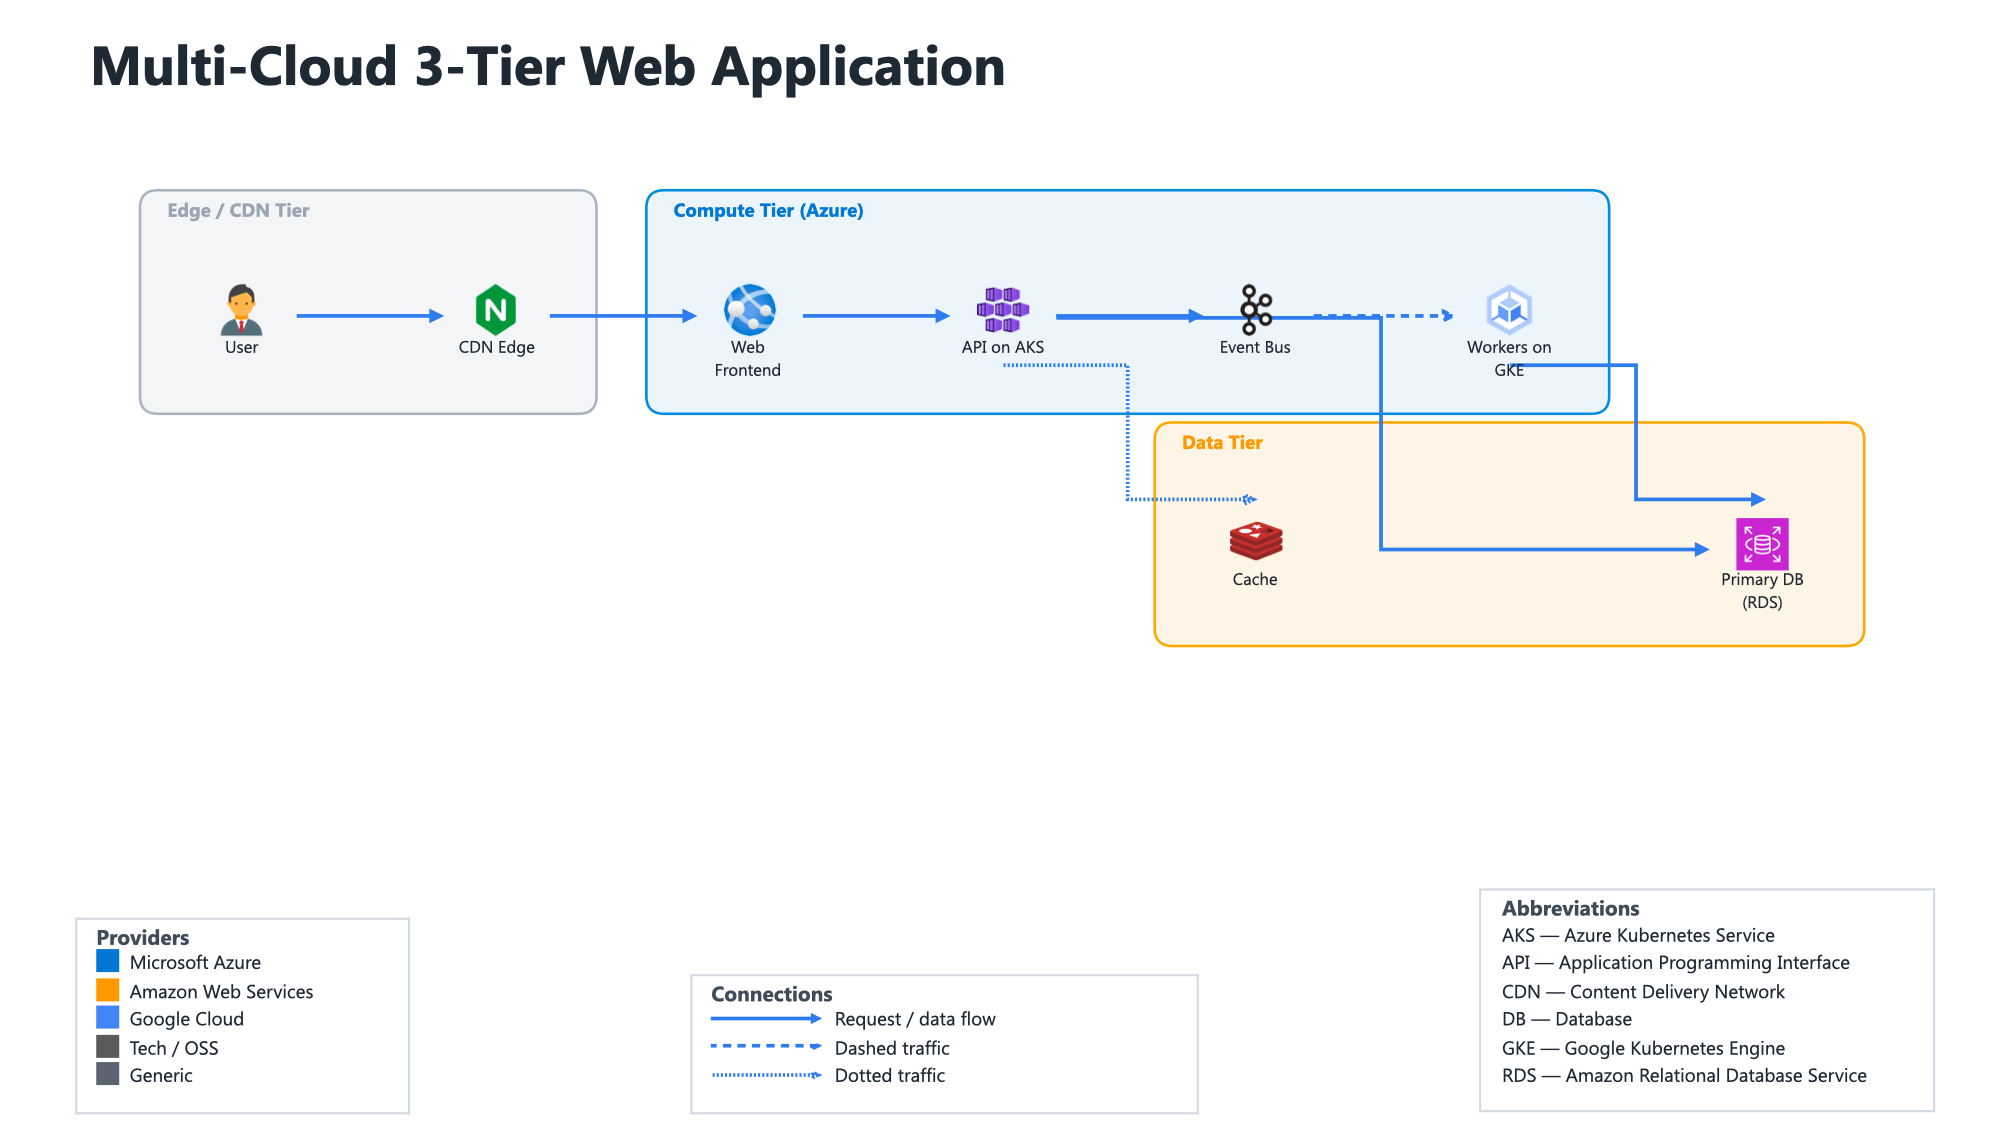 Multi-Cloud 3-Tier Web Application
Edge / CDN Tier
Compute Tier (Azure)
User
CDN Edge
Web
Frontend
API on AKS
Event Bus
Workers on
GKE
Data Tier
Cache
Primary DB
(RDS)
Providers
Microsoft Azure
Amazon Web Services
Google Cloud
Tech / OSS
Generic
Connections
Request / data flow
Dashed traffic
Dotted traffic
Abbreviations
AKS — Azure Kubernetes Service
API — Application Programming Interface
CDN — Content Delivery Network
DB — Database
GKE — Google Kubernetes Engine
RDS — Amazon Relational Database Service